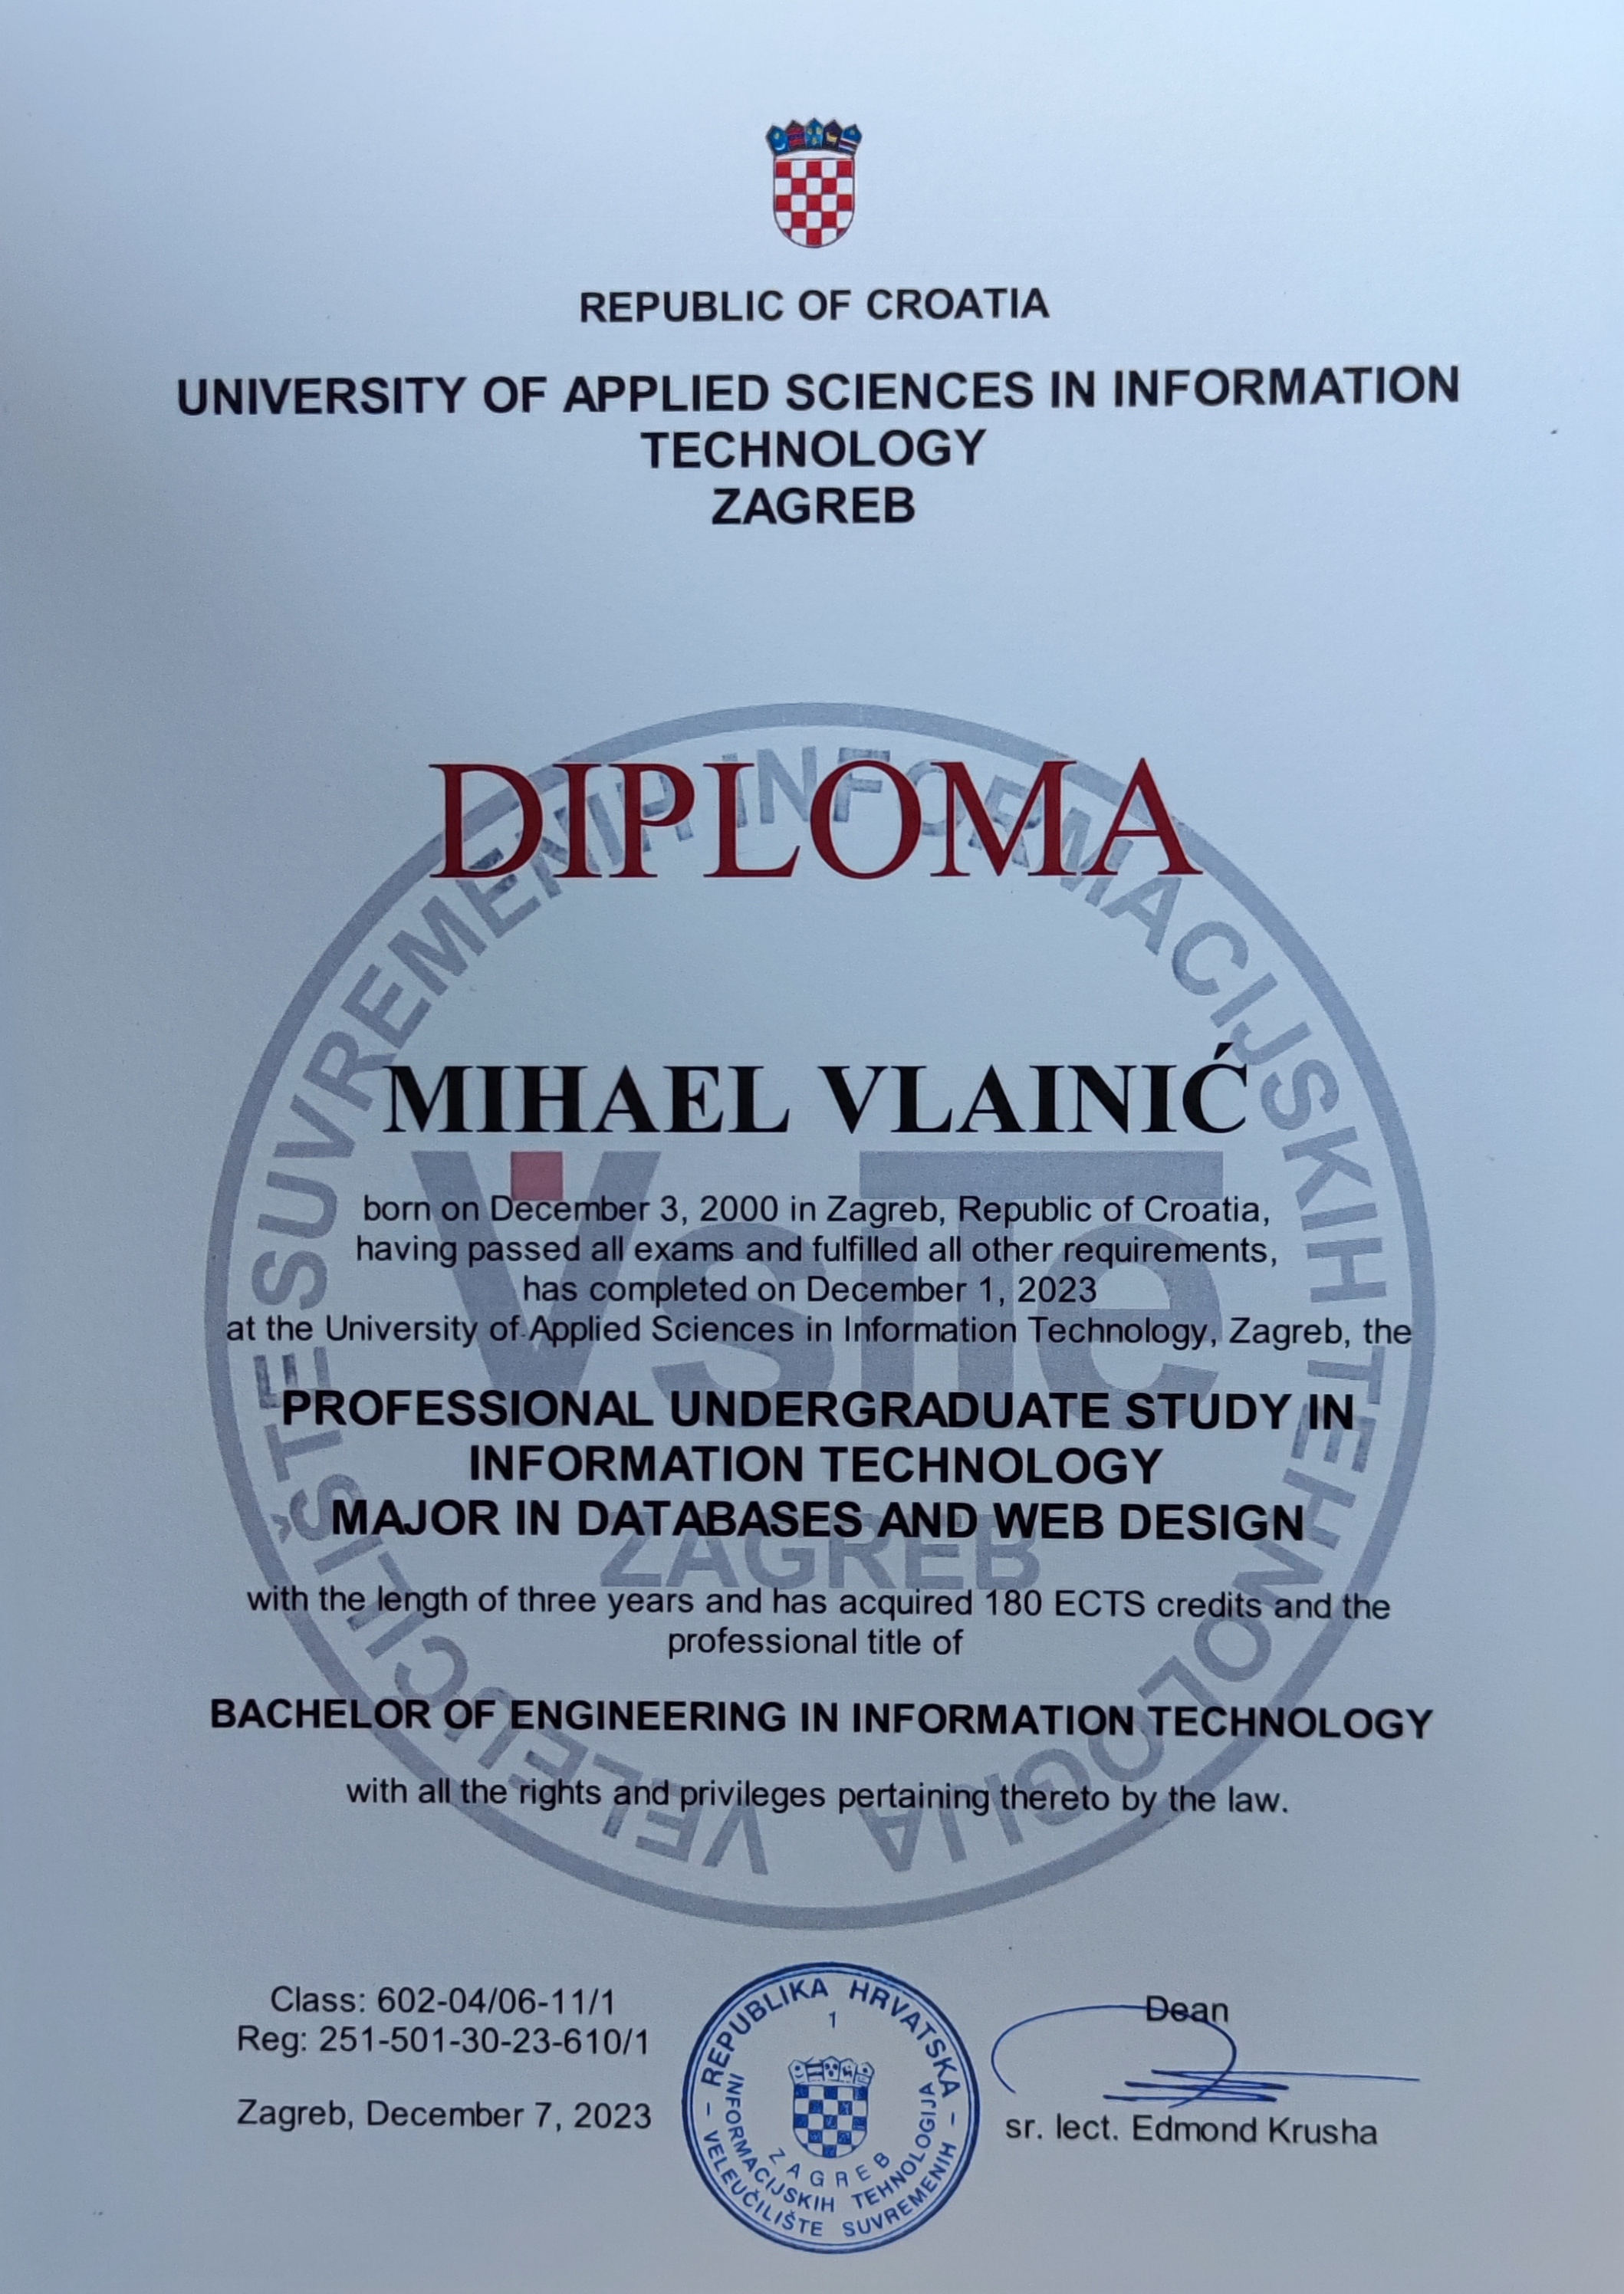 REPUBLIC OF CROATIA
UNIVERSITY OF APPLIED SCIENCES IN INFORMATION
TECHNOLOGY
ZAGREB
DIPLOMA
MIHAEL VLAINIĆ
born on December 3, 2000 in Zagreb, Republic of Croatia,
having passed all exams and fulfilled all other requirements,
has completed on December 1, 2023
at the University of Applied Sciences in Information Technology, Zagreb, the
PROFESSIONAL UNDERGRADUATE STUDY IN
INFORMATION TECHNOLOGY
MAJOR IN DATABASES AND WEB DESIGN
with the length of three years and has acquired 180 ECTS credits and the
professional title of
BACHELOR OF ENGINEERING IN INFORMATION TECHNOLOGY
with all the rights and privileges pertaining thereto by the law.
VELEUČILIŠTE SUVREMENIH INFORMACIJSKIH TEHNOLOGIJA
VsiTe
ZAGREB
Class: 602-04/06-11/1
Reg: 251-501-30-23-610/1
Zagreb, December 7, 2023
– REPUBLIKA HRVATSKA –
1
VELEUČILIŠTE SUVREMENIH
INFORMACIJSKIH TEHNOLOGIJA
ZAGREB
Dean
sr. lect. Edmond Krusha